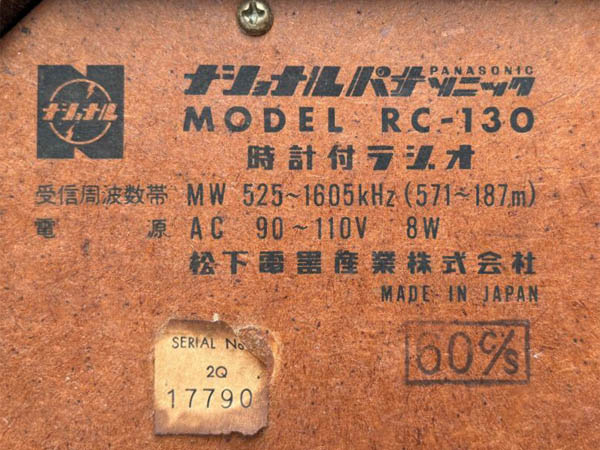 N
ナショナル
PANASONIC
ナショナルパナソニック
MODEL RC-130
時計付ラジオ
受信周波数帯 MW 525~1605kHz (571~187m)
電源 AC 90~110V 8W
松下電器産業株式会社
MADE IN JAPAN
SERIAL No.
2Q
17790
60c/s